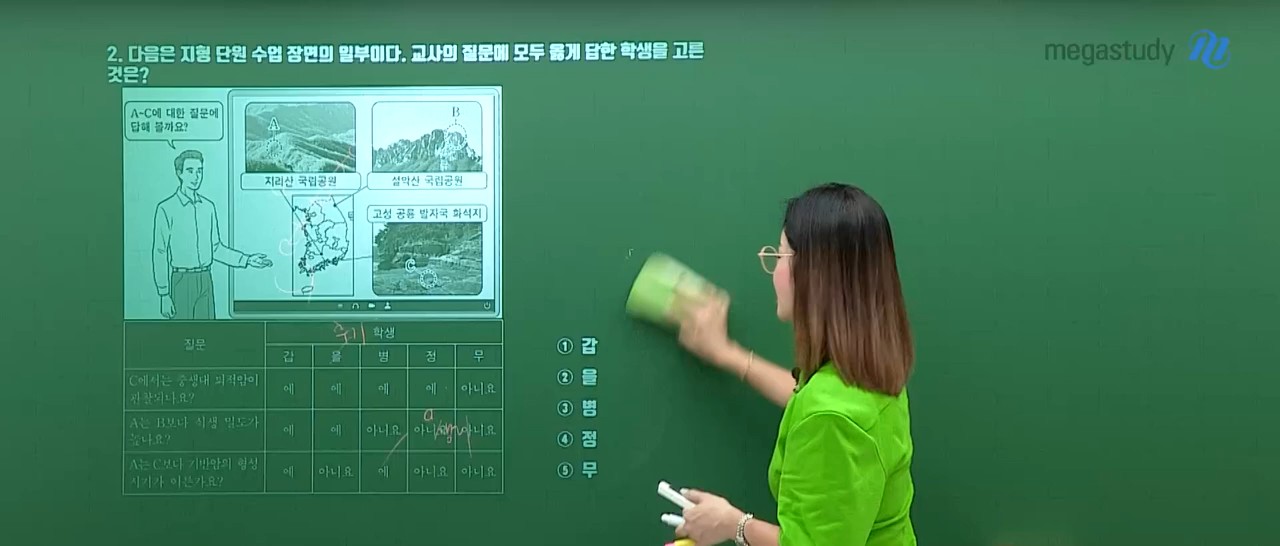 megastudy
2. 다음은 지형 단원 수업 장면의 일부이다. 교사의 질문에 모두 옳게 답한 학생을 고른
것은?
A~C에 대한 질문에
답해 볼까요?
A
B
지리산 국립공원
설악산 국립공원
고성 공룡 발자국 화석지
C
질문
학생
갑 을 병 정 무
C에서는 중생대 퇴적암이
관찰되나요?
예 예 예 예 아니요
A는 B보다 식생 밀도가
높나요?
예 예 아니요 아니요
A는 C보다 기반암의 형성
시기가 이른가요?
예 아니요 예 아니요 아니요
① 갑
② 을
③ 병
④ 정
⑤ 무